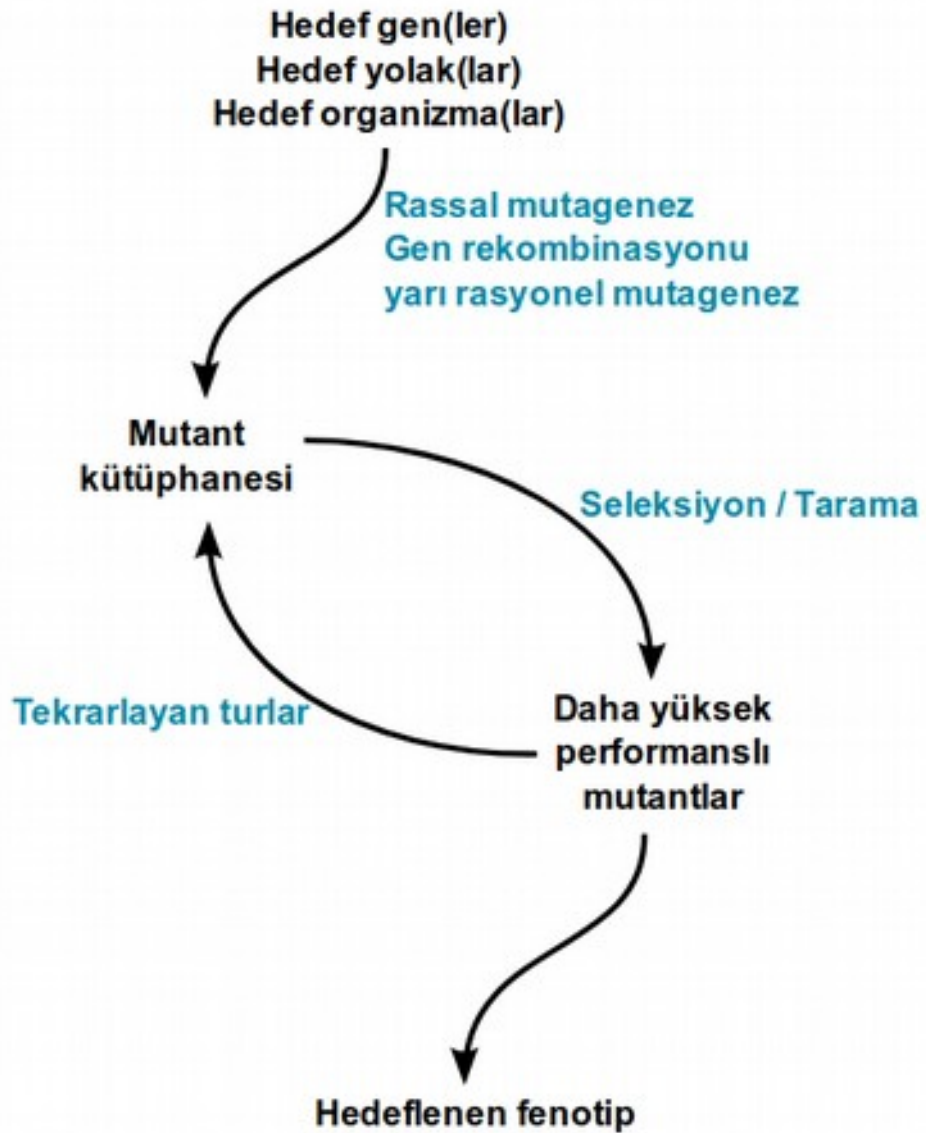 Hedef gen(ler)
Hedef yolak(lar)
Hedef organizma(lar)
Rassal mutagenez
Gen rekombinasyonu
yarı rasyonel mutagenez
Mutant
kütüphanesi
Seleksiyon / Tarama
Tekrarlayan turlar
Daha yüksek
performanslı
mutantlar
Hedeflenen fenotip